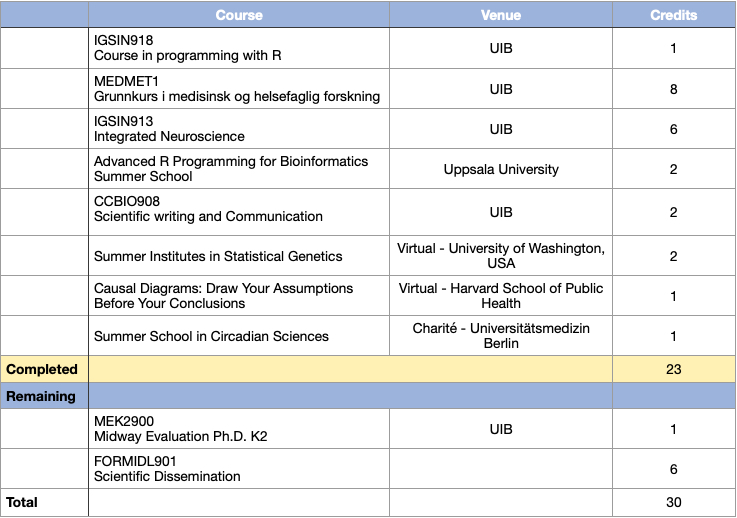 Course Venue Credits
IGSIN918
Course in programming with R
UIB
1
MEDMET1
Grunnkurs i medisinsk og helsefaglig forskning
UIB
8
IGSIN913
Integrated Neuroscience
UIB
6
Advanced R Programming for Bioinformatics
Summer School
Uppsala University
2
CCBIO908
Scientific writing and Communication
UIB
2
Summer Institutes in Statistical Genetics
Virtual - University of Washington,
USA
2
Causal Diagrams: Draw Your Assumptions
Before Your Conclusions
Virtual - Harvard School of Public
Health
1
Summer School in Circadian Sciences
Charité - Universitätsmedizin
Berlin
1
Completed 23
Remaining
MEK2900
Midway Evaluation Ph.D. K2
UIB
1
FORMIDL901
Scientific Dissemination
6
Total 30